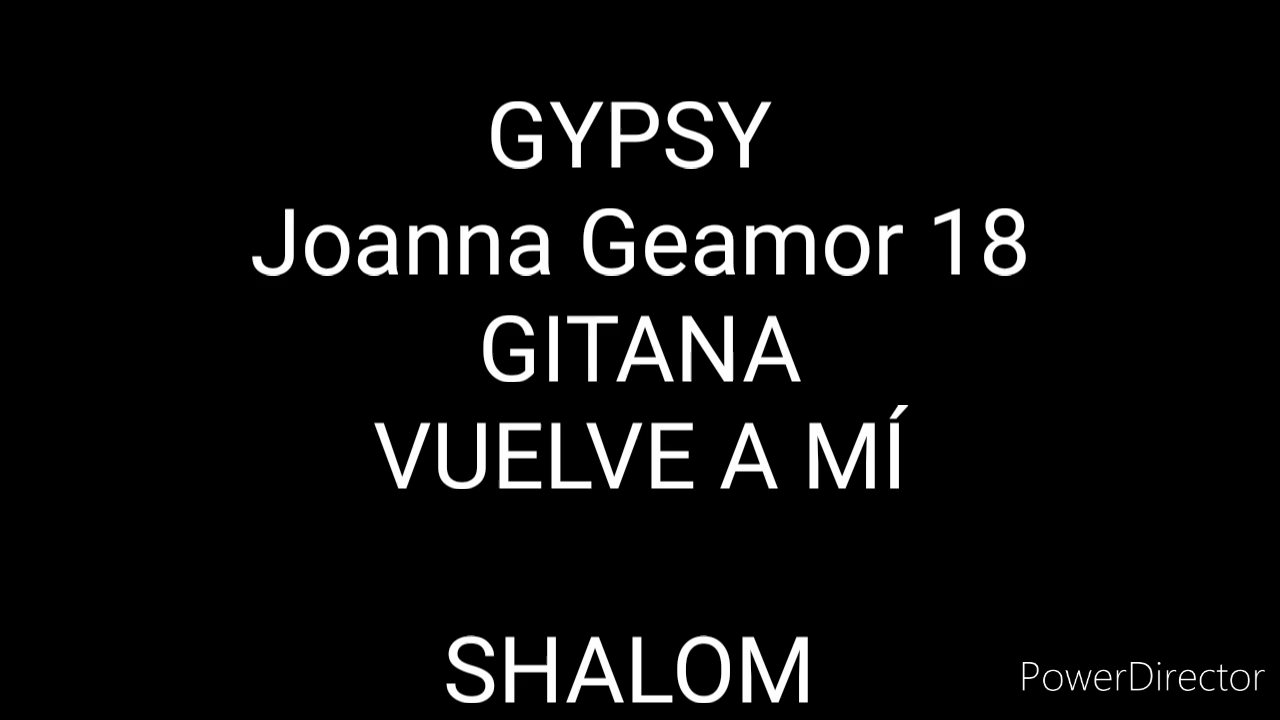 GYPSY
Joanna Geamor 18
GITANA
VUELVE A MÍ
SHALOM
PowerDirector